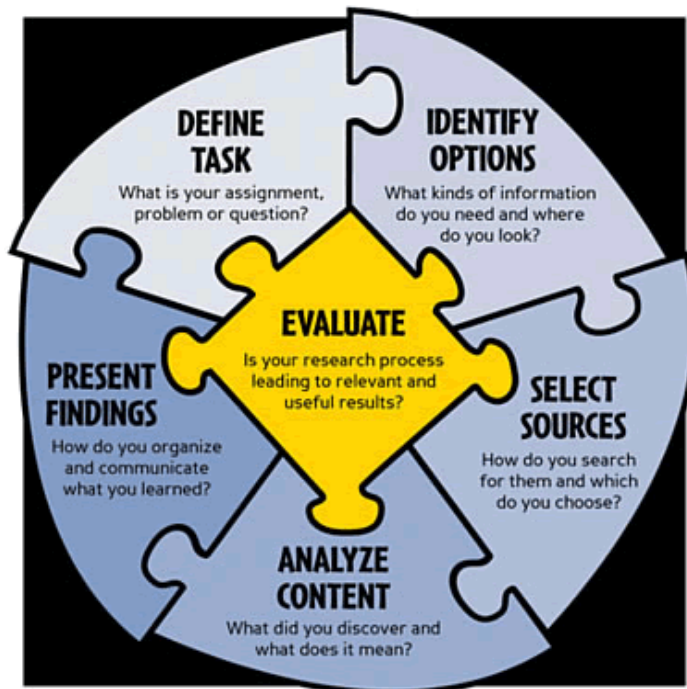 DEFINE
TASK
What is your assignment,
problem or question?
IDENTIFY
OPTIONS
What kinds of information
do you need and where
do you look?
SELECT
SOURCES
How do you search
for them and which
do you choose?
ANALYZE
CONTENT
What did you discover and
what does it mean?
PRESENT
FINDINGS
How do you organize
and communicate
what you learned?
EVALUATE
Is your research process
leading to relevant and
useful results?